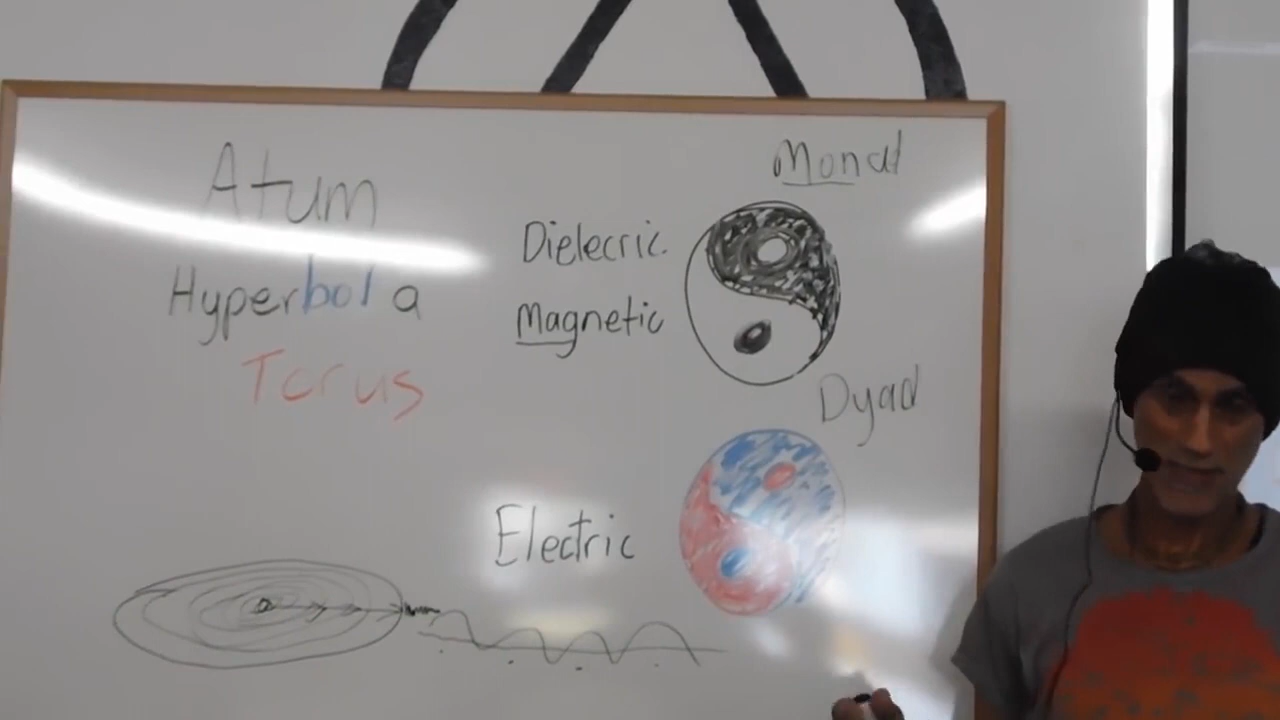 Atum
Hyperbola
Torus
Monad
Dielecric
Magnetic
Dyad
Electric